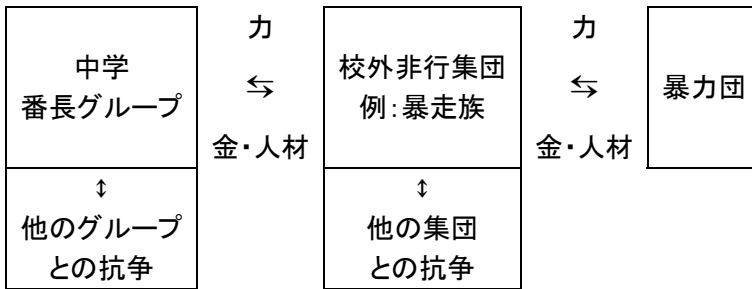 中学
番長グループ
力
⇆
金・人材
校外非行集団
例：暴走族
力
⇆
金・人材
暴力団
↕
他のグループ
との抗争
↕
他の集団
との抗争